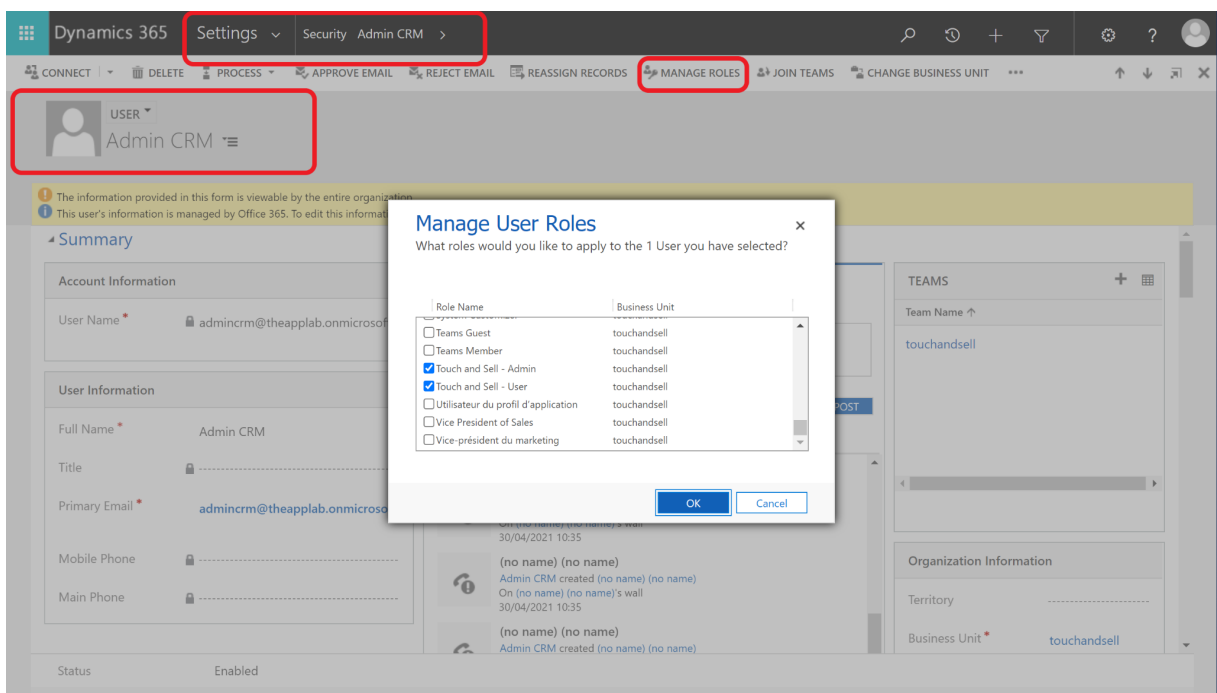 Dynamics 365 Settings Security Admin CRM
CONNECT DELETE PROCESS APPROVE EMAIL REJECT EMAIL REASSIGN RECORDS MANAGE ROLES JOIN TEAMS CHANGE BUSINESS UNIT
USER
Admin CRM
The information provided in this form is viewable by the entire organization
This user's information is managed by Office 365. To edit this
Summary
Account Information
User Name*
admincrm@theapplab.onmicrosof
User Information
Full Name*
Admin CRM
Title
Primary Email*
admincrm@theapplab.onmicroso
Mobile Phone
Main Phone
Status Enabled
Manage User Roles
What roles would you like to apply to the 1 User you have selected?
Role Name Business Unit
Teams Guest touchandsell
Teams Member touchandsell
Touch and Sell - Admin touchandsell
Touch and Sell - User touchandsell
Utilisateur du profil d'application touchandsell
Vice President of Sales touchandsell
Vice-président du marketing touchandsell
OK Cancel
POST
On (no name) (no name)'s wall
30/04/2021 10:35
(no name) (no name)
Admin CRM created (no name) (no name)
On (no name) (no name)'s wall
30/04/2021 10:35
(no name) (no name)
Admin CRM created (no name) (no name)
TEAMS
Team Name
touchandsell
Organization Information
Territory
Business Unit*
touchandsell